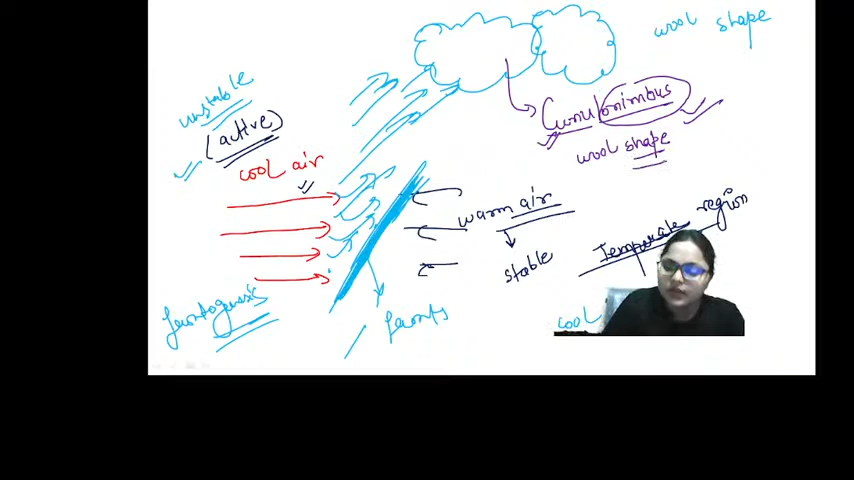 wool shape
unstable
(active)
Cumulonimbus
wool shape
cool air
warm air
Temperate region
stable
frontogenesis
fronts
cool